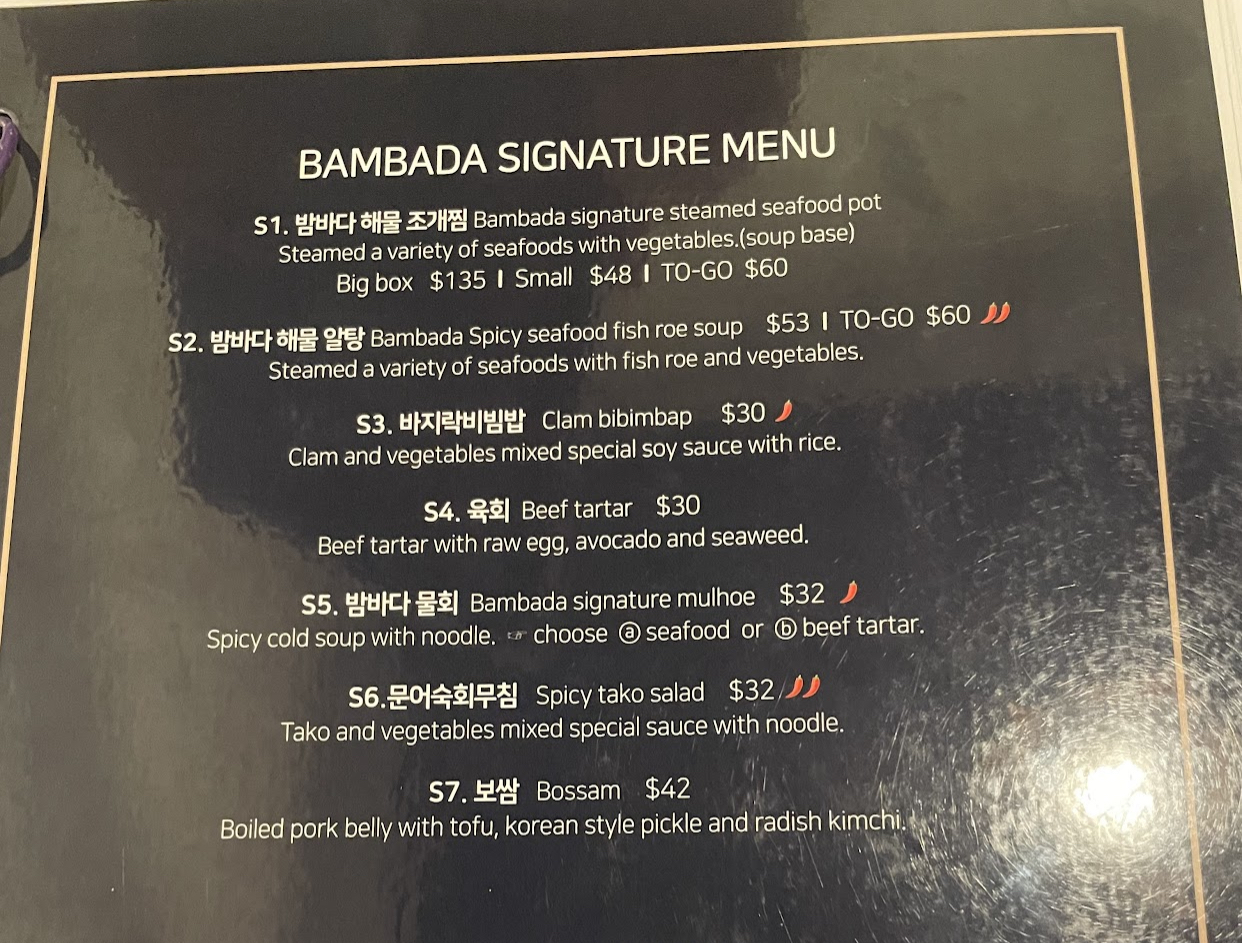 BAMBADA SIGNATURE MENU
S1. 밤바다 해물 조개찜 Bambada signature steamed seafood pot
Steamed a variety of seafoods with vegetables.(soup base)
Big box $135 | Small $48 | TO-GO $60
S2. 밤바다 해물 알탕 Bambada Spicy seafood fish roe soup $53 | TO-GO $60 🌶️🌶️
Steamed a variety of seafoods with fish roe and vegetables.
S3. 바지락비빔밥 Clam bibimbap $30 🌶️
Clam and vegetables mixed special soy sauce with rice.
S4. 육회 Beef tartar $30
Beef tartar with raw egg, avocado and seaweed.
S5. 밤바다 물회 Bambada signature mulhoe $32 🌶️
Spicy cold soup with noodle. ☞ choose ⓐ seafood or ⓑ beef tartar.
S6.문어숙회무침 Spicy tako salad $32 🌶️🌶️
Tako and vegetables mixed special sauce with noodle.
S7. 보쌈 Bossam $42
Boiled pork belly with tofu, korean style pickle and radish kimchi.